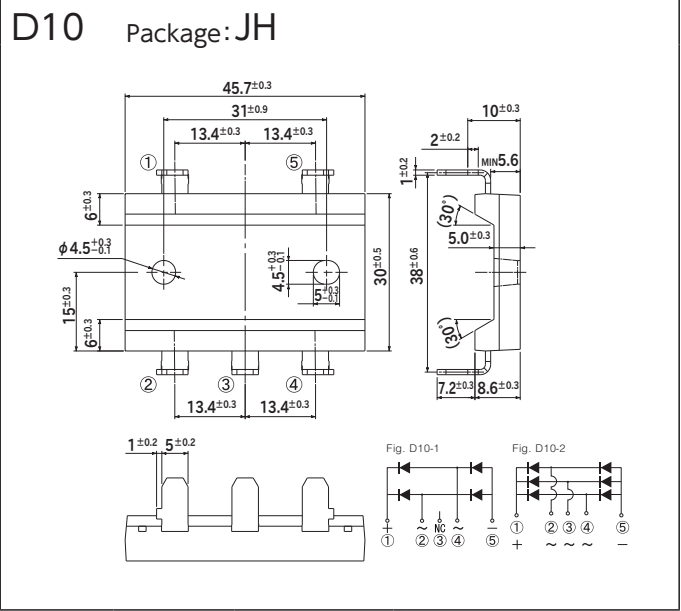 D10 Package: JH
45.7±0.3
31±0.9
13.4±0.3 13.4±0.3
① ⑤
6±0.3
φ4.5+0.3−0.1
15±0.3
6±0.3
4.5+0.3−0.1
5+0.3−0.1
30±0.5
② ③ ④
13.4±0.3 13.4±0.3
10±0.3
2±0.2
MIN5.6
1±0.2
(30°)
5.0±0.3
38±0.6
(30°)
7.2±0.3 8.6±0.3
1±0.2 5±0.2
Fig. D10-1
+ ~ NC ~ −
① ② ③ ④ ⑤
Fig. D10-2
① ② ③ ④ ⑤
+ ~ ~ ~ −